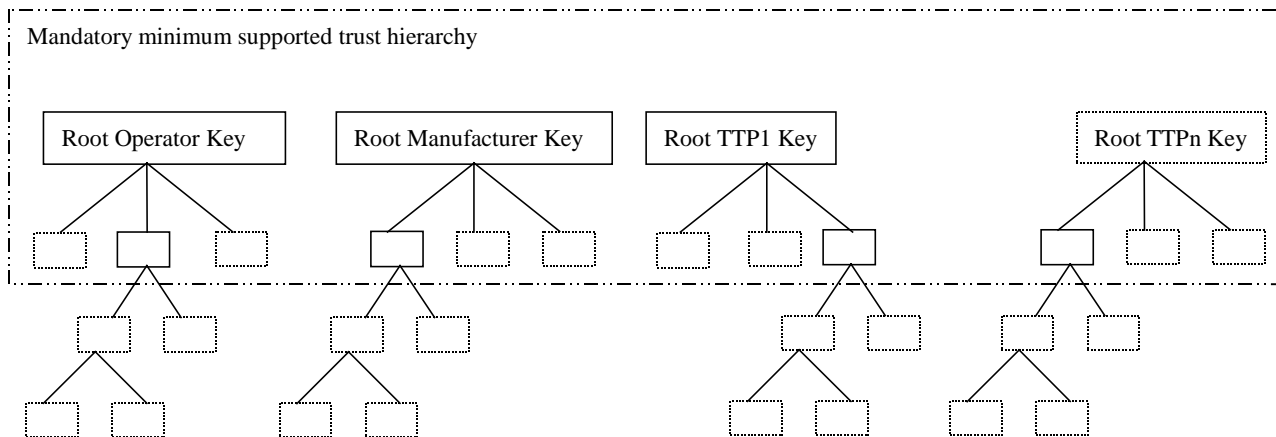 Mandatory minimum supported trust hierarchy
Root Operator Key
Root Manufacturer Key
Root TTP1 Key
Root TTPn Key